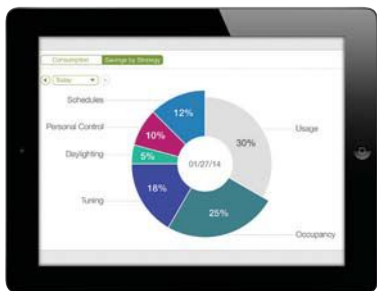 Consumption
Savings by Strategy
Today
Schedules
12%
Personal Control
10%
30%
Usage
Daylighting
5%
01/27/14
Tuning
18%
25%
Occupancy